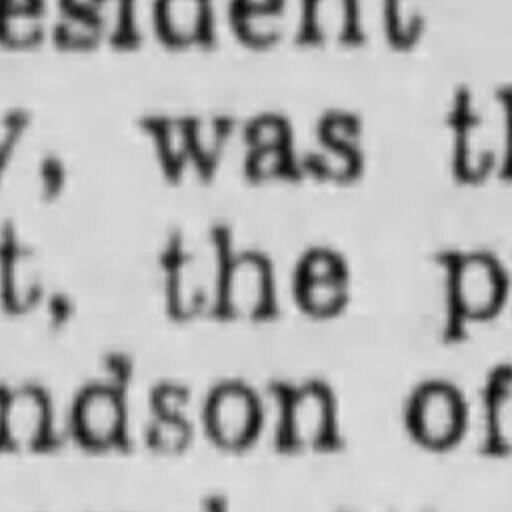 esident
y, was th
t, the p
ndson of